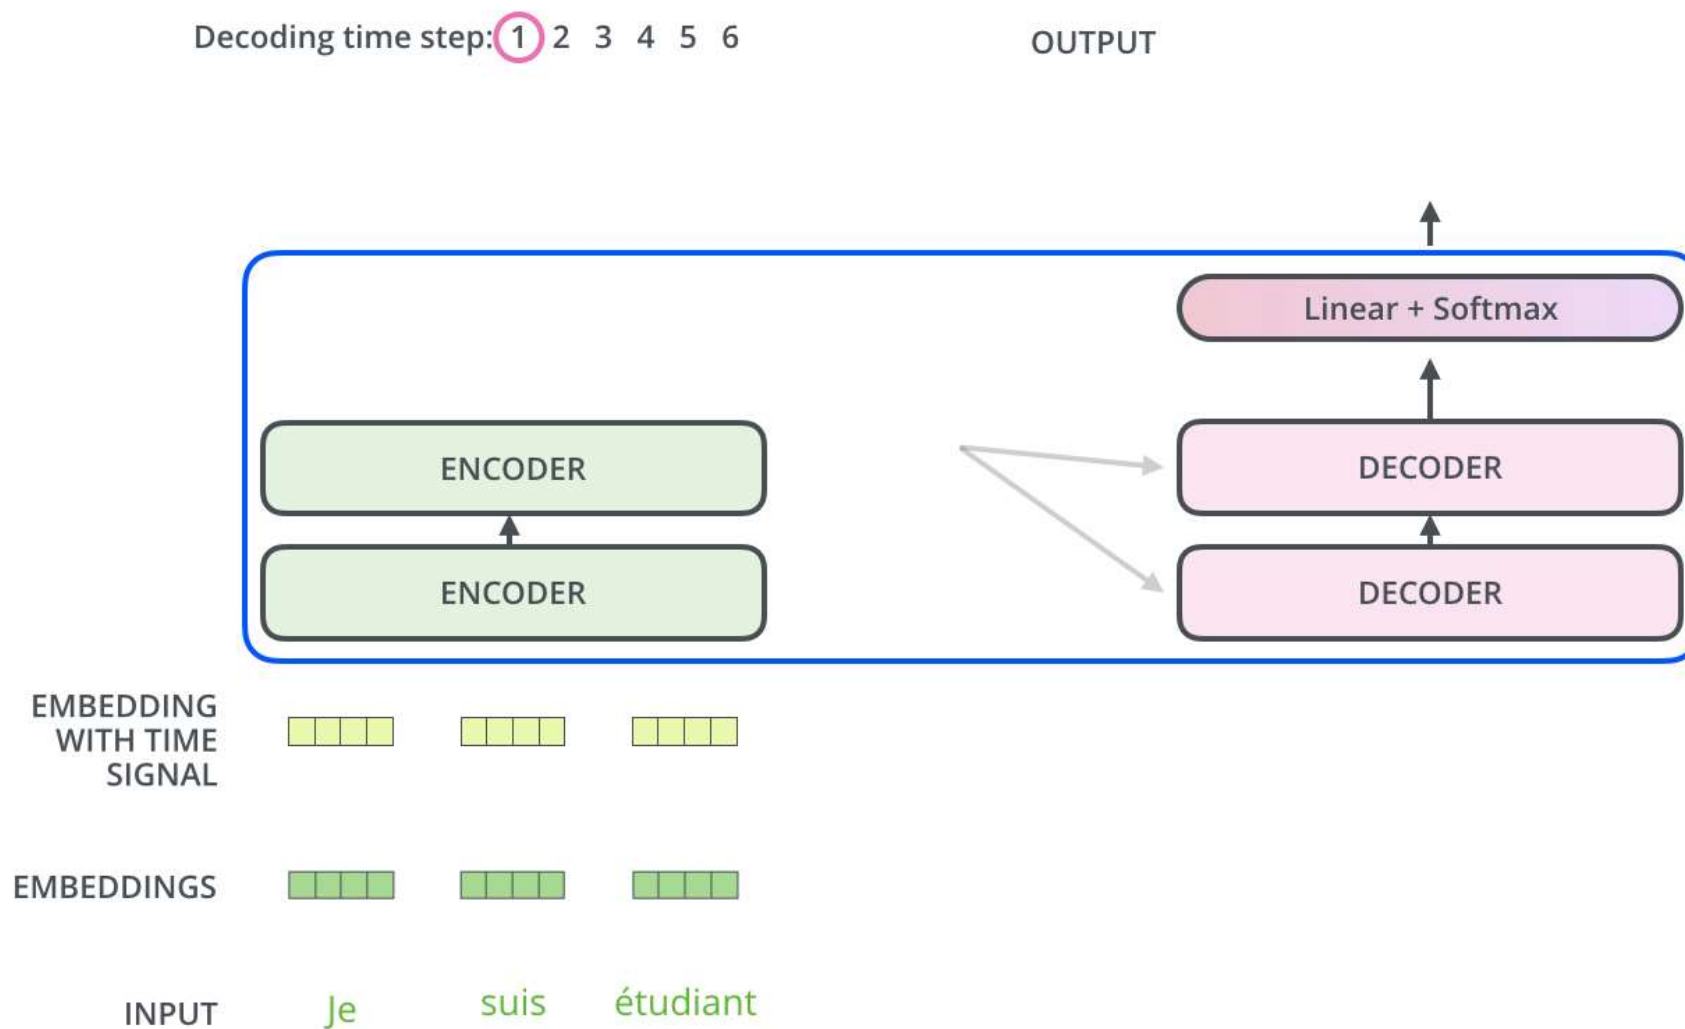 Decoding time step: 1 2 3 4 5 6
OUTPUT
Linear + Softmax
ENCODER
DECODER
ENCODER
DECODER
EMBEDDING
WITH TIME
SIGNAL
EMBEDDINGS
INPUT
Je suis étudiant